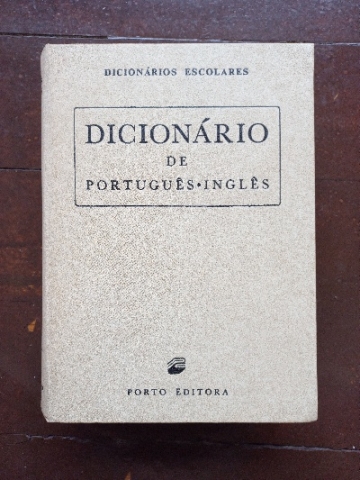 DICIONÁRIOS ESCOLARES
DICIONÁRIO
DE
PORTUGUÊS•INGLÊS
PORTO EDITORA